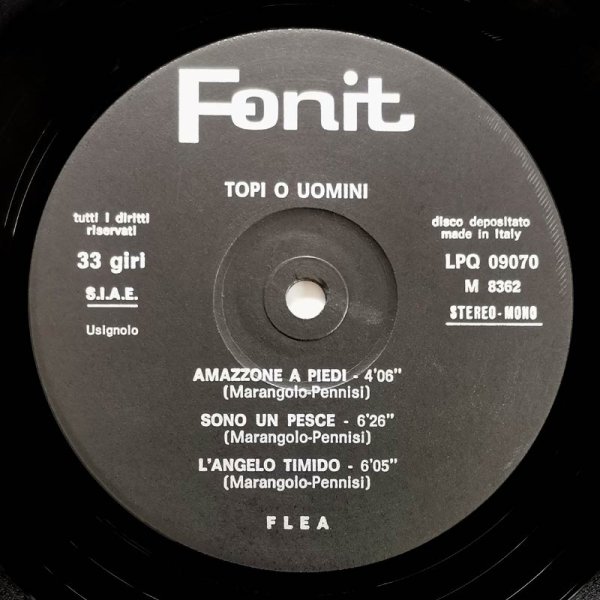 Fonit
TOPI O UOMINI
tutti i diritti
riservati
33 giri
S.I.A.E.
Usignolo
disco depositato
made in Italy
LPQ 09070
M 8362
STEREO-MONO
AMAZZONE A PIEDI - 4'06"
(Marangolo-Pennisi)
SONO UN PESCE - 6'26"
(Marangolo-Pennisi)
L'ANGELO TIMIDO - 6'05"
(Marangolo-Pennisi)
FLEA